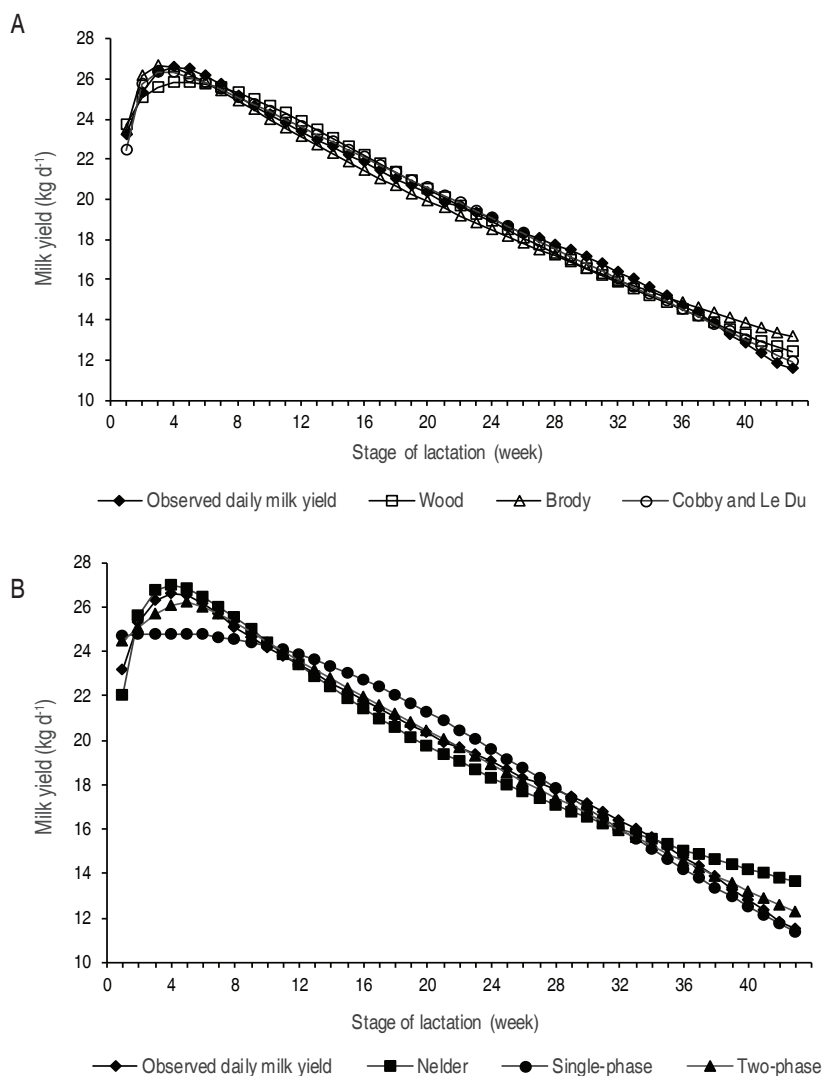 A
Milk yield (kg d-1)
28
26
24
22
20
18
16
14
12
10
0 4 8 12 16 20 24 28 32 36 40
Stage of lactation (week)
Observed daily milk yield Wood Brody Cobby and Le Du
B
Milk yield (kg d-1)
28
26
24
22
20
18
16
14
12
10
0 4 8 12 16 20 24 28 32 36 40
Stage of lactation (week)
Observed daily milk yield Nelder Single-phase Two-phase